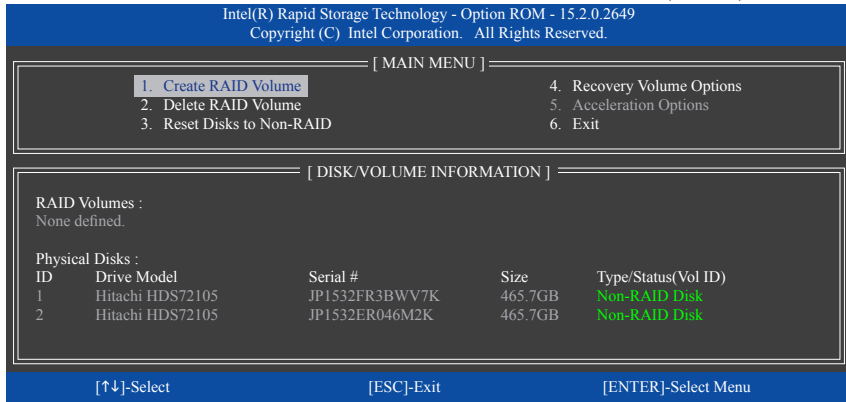 Intel(R) Rapid Storage Technology - Option ROM - 15.2.0.2649
Copyright (C) Intel Corporation. All Rights Reserved.
[ MAIN MENU ]
1. Create RAID Volume
2. Delete RAID Volume
3. Reset Disks to Non-RAID
4. Recovery Volume Options
5. Acceleration Options
6. Exit
[ DISK/VOLUME INFORMATION ]
RAID Volumes :
None defined.
Physical Disks :
ID Drive Model Serial # Size Type/Status(Vol ID)
1 Hitachi HDS72105 JP1532FR3BWV7K 465.7GB Non-RAID Disk
2 Hitachi HDS72105 JP1532ER046M2K 465.7GB Non-RAID Disk
[↑↓]-Select [ESC]-Exit [ENTER]-Select Menu